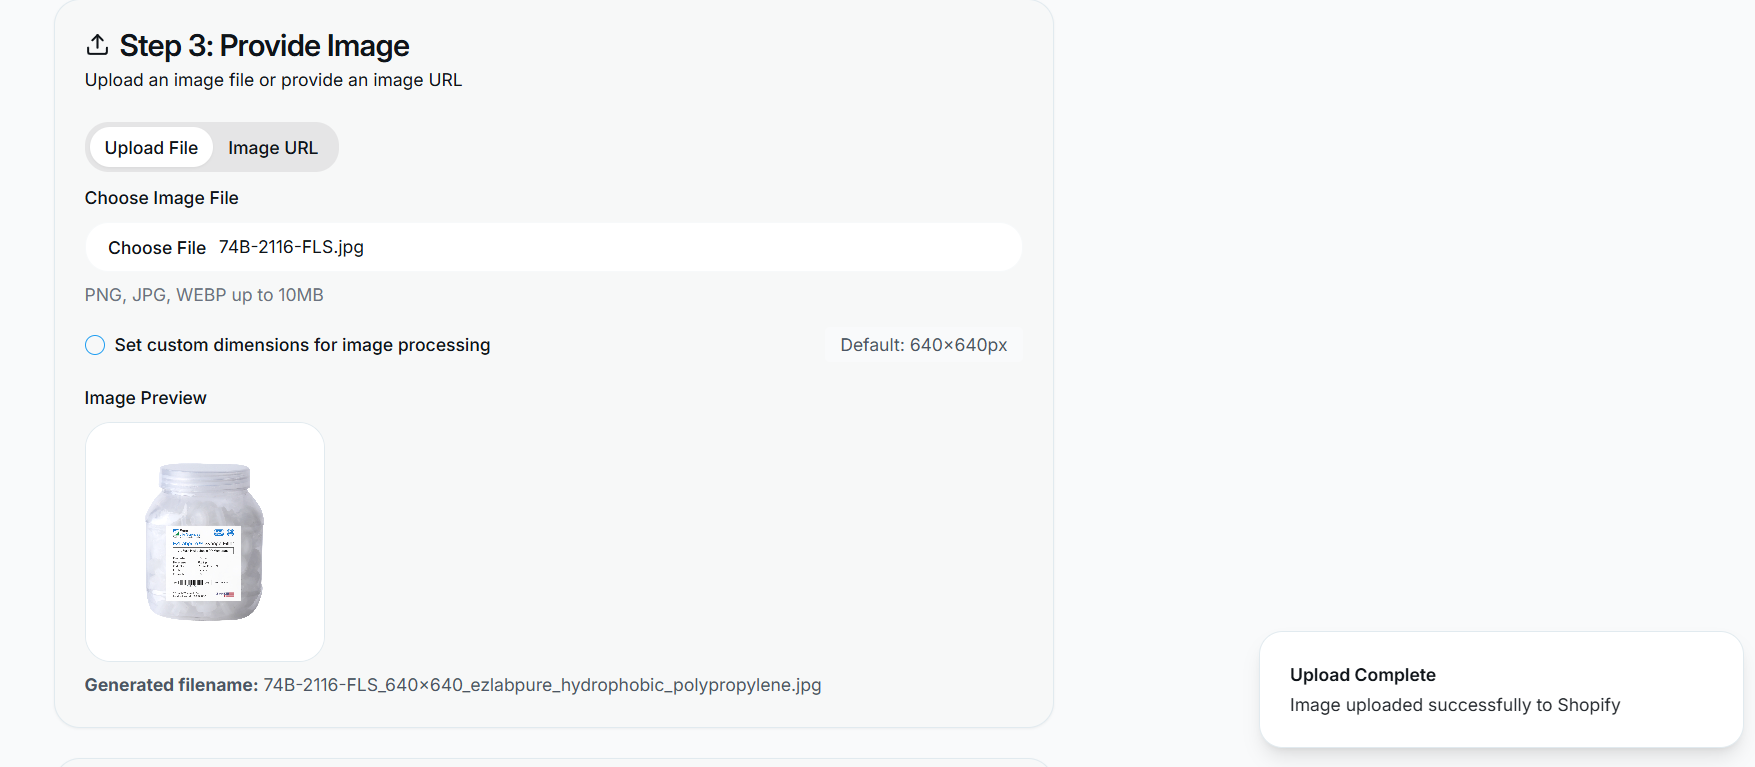 Step 3: Provide Image
Upload an image file or provide an image URL
Upload File
Image URL
Choose Image File
Choose File 74B-2116-FLS.jpg
PNG, JPG, WEBP up to 10MB
Set custom dimensions for image processing
Default: 640×640px
Image Preview
Generated filename: 74B-2116-FLS_640×640_ezlabpure_hydrophobic_polypropylene.jpg
Upload Complete
Image uploaded successfully to Shopify